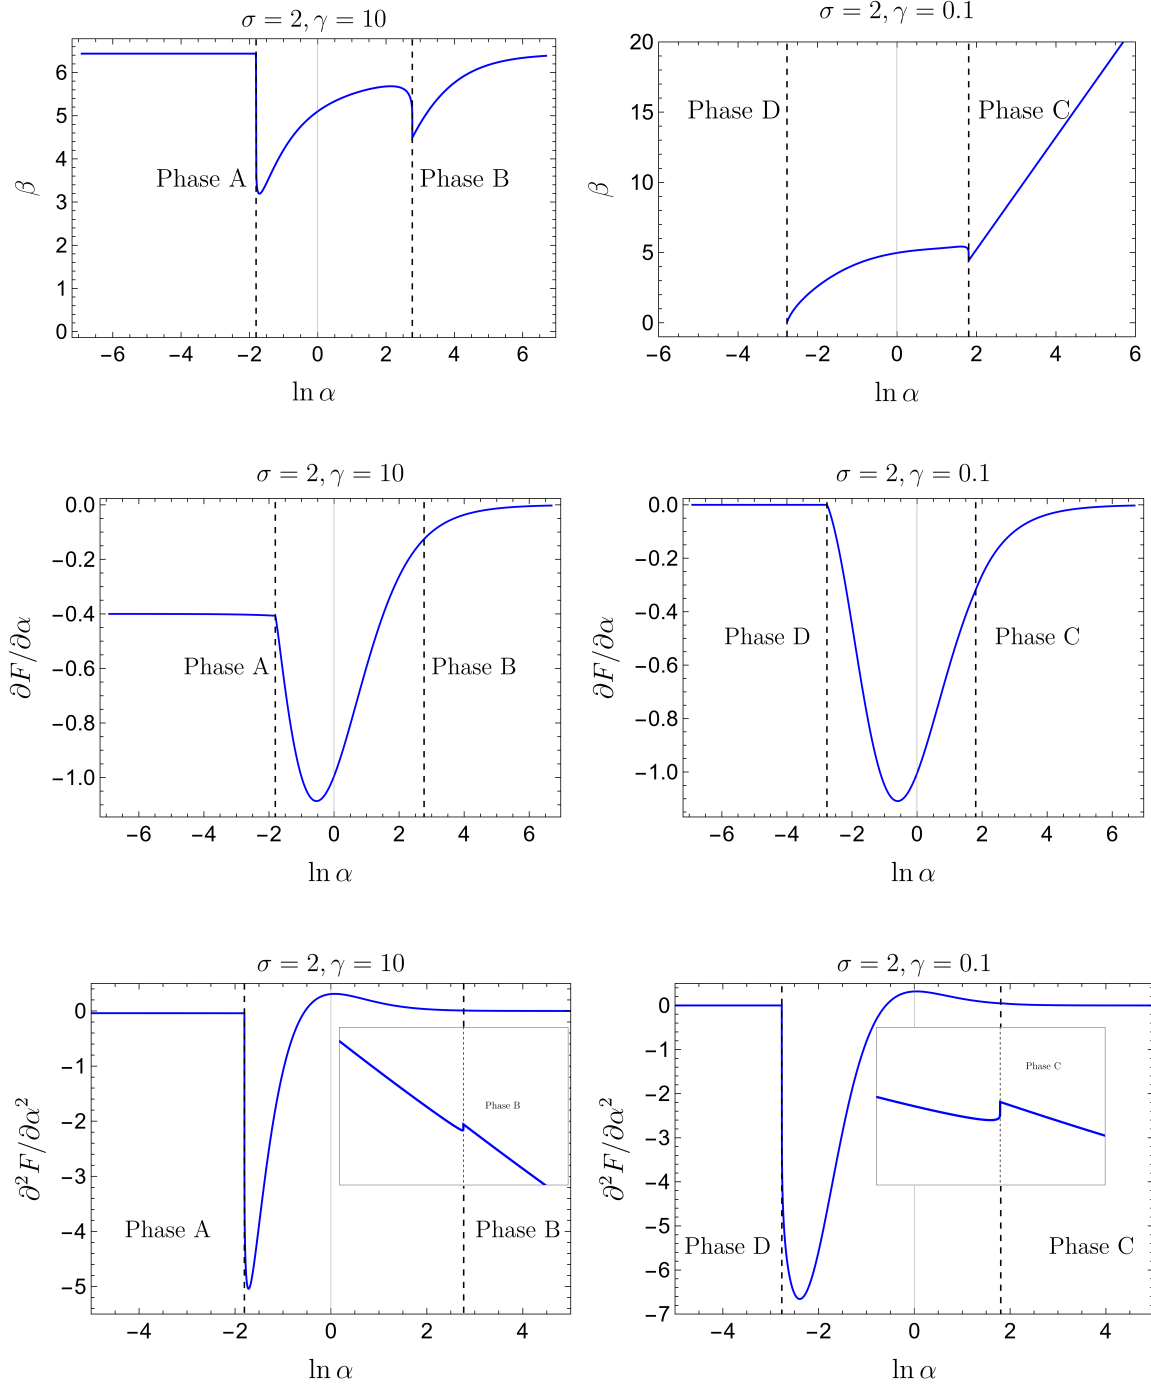 σ = 2, γ = 10
6
5
4
3
2
1
0
β
Phase A
Phase B
−6 −4 −2 0 2 4 6
ln α
σ = 2, γ = 0.1
20
15
10
5
0
β
Phase D
Phase C
−6 −4 −2 0 2 4 6
ln α
σ = 2, γ = 10
0.0
−0.2
−0.4
−0.6
−0.8
−1.0
∂F/∂α
Phase A
Phase B
−6 −4 −2 0 2 4 6
ln α
σ = 2, γ = 0.1
0.0
−0.2
−0.4
−0.6
−0.8
−1.0
∂F/∂α
Phase D
Phase C
−6 −4 −2 0 2 4 6
ln α
σ = 2, γ = 10
0
−1
−2
−3
−4
−5
∂²F/∂α²
Phase B
Phase A
Phase B
−4 −2 0 2 4
ln α
σ = 2, γ = 0.1
0
−1
−2
−3
−4
−5
−6
−7
∂²F/∂α²
Phase C
Phase D
Phase C
−4 −2 0 2 4
ln α